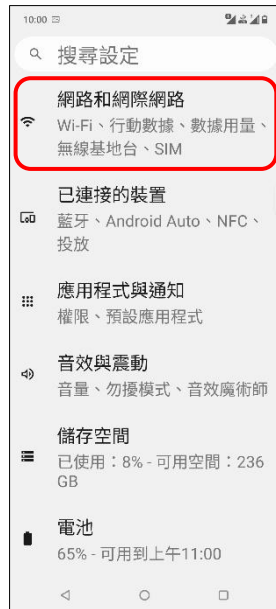 10:00
搜尋設定
網路和網際網路
Wi-Fi、行動數據、數據用量、
無線基地台、SIM
已連接的裝置
藍牙、Android Auto、NFC、
投放
應用程式與通知
權限、預設應用程式
音效與震動
音量、勿擾模式、音效魔術師
儲存空間
已使用：8% - 可用空間：236
GB
電池
65% - 可用到上午11:00